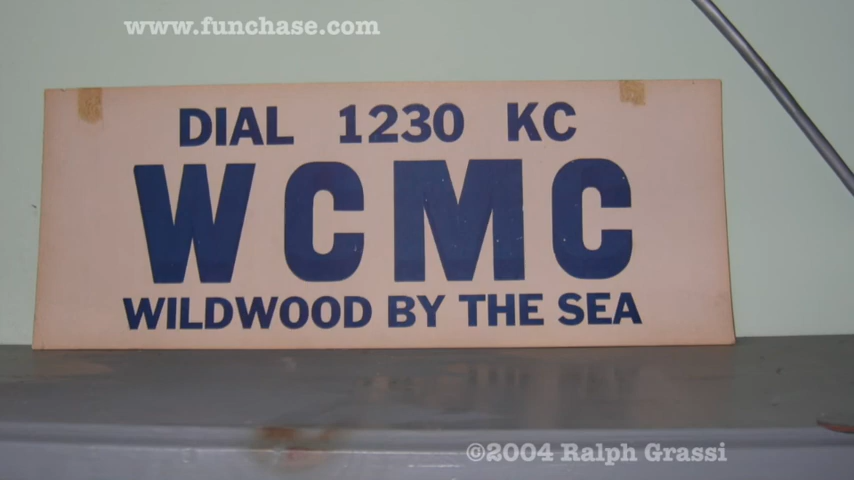 www.funchase.com
DIAL 1230 KC
WCMC
WILDWOOD BY THE SEA
©2004 Ralph Grassi